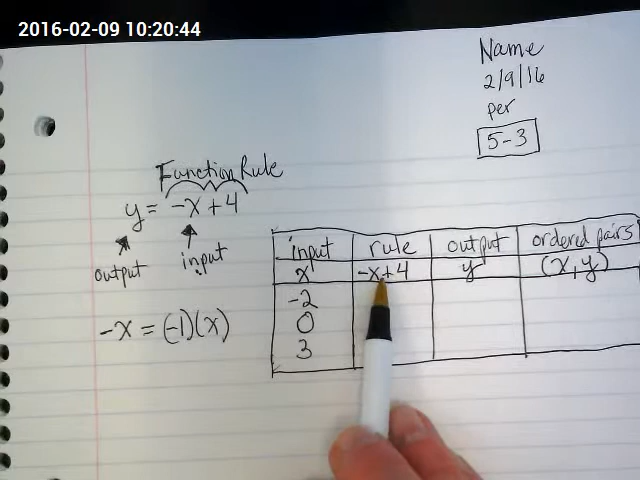 2016-02-09 10:20:44
Name
2/9/16
per
5-3
Function Rule
y = -x + 4
output input
-x = (-1)(x)
input rule output ordered pairs
x -x+4 y (x,y)
-2
0
3